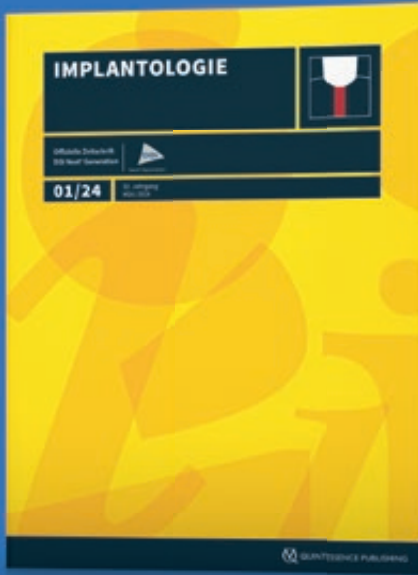 IMPLANTOLOGIE
Offizielle Zeitschrift
DGI Next Generation
01/24
QUINTESSENCE PUBLISHING